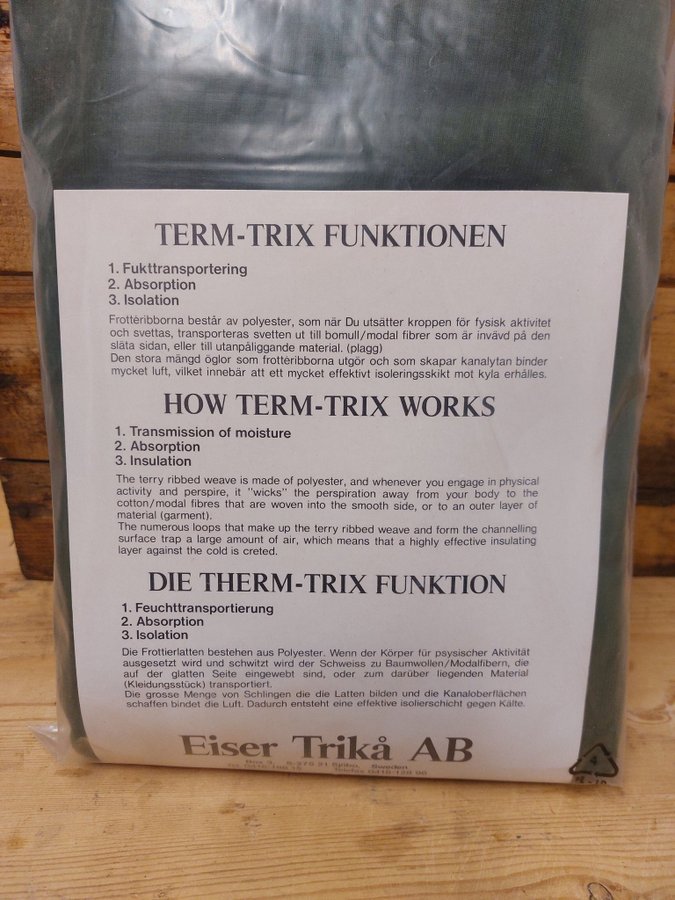 TERM-TRIX FUNKTIONEN
1. Fukttransportering
2. Absorption
3. Isolation
Frottéribborna består av polyester, som när Du utsätter kroppen för fysisk aktivitet
och svettas, transporteras svetten ut till bomull/modal fibrer som är invävd på den
släta sidan, eller till utanpåliggande material. (plagg)
Den stora mängd öglor som frottéribborna utgör och som skapar kanalytan binder
mycket luft, vilket innebär att ett mycket effektivt isoleringsskikt mot kyla erhålles.
HOW TERM-TRIX WORKS
1. Transmission of moisture
2. Absorption
3. Insulation
The terry ribbed weave is made of polyester, and whenever you engage in physical
activity and perspire, it "wicks" the perspiration away from your body to the
cotton/modal fibres that are woven into the smooth side, or to an outer layer of
material (garment).
The numerous loops that make up the terry ribbed weave and form the channelling
surface trap a large amount of air, which means that a highly effective insulating
layer against the cold is creted.
DIE THERM-TRIX FUNKTION
1. Feuchttransportierung
2. Absorption
3. Isolation
Die Frottierlatten bestehen aus Polyester. Wenn der Körper für psysischer Aktivität
ausgesetzt wird und schwitzt wird der Schweiss zu Baumwollen/Modalfibern, die
auf der glatten Seite eingewebt sind, oder zum darüber liegenden Material
(Kleidungsstück) transportiert.
Die grosse Menge von Schlingen die die Latten bilden und die Kanaloberflächen
schaffen bindet die Luft. Dadurch entsteht eine effektive isolierschicht gegen Kälte.
Eiser Trikå AB
Box 3, Sweden
Telefax
4